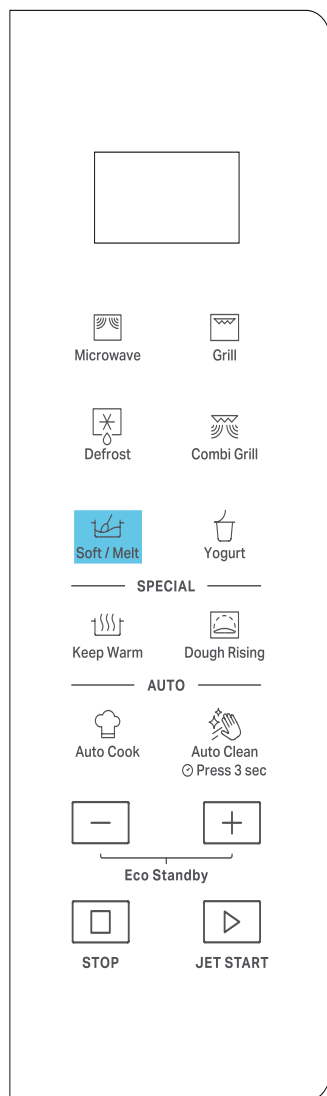 Microwave
Grill
Defrost
Combi Grill
Soft / Melt
Yogurt
SPECIAL
Keep Warm
Dough Rising
AUTO
Auto Cook
Auto Clean
Press 3 sec
Eco Standby
STOP
JET START